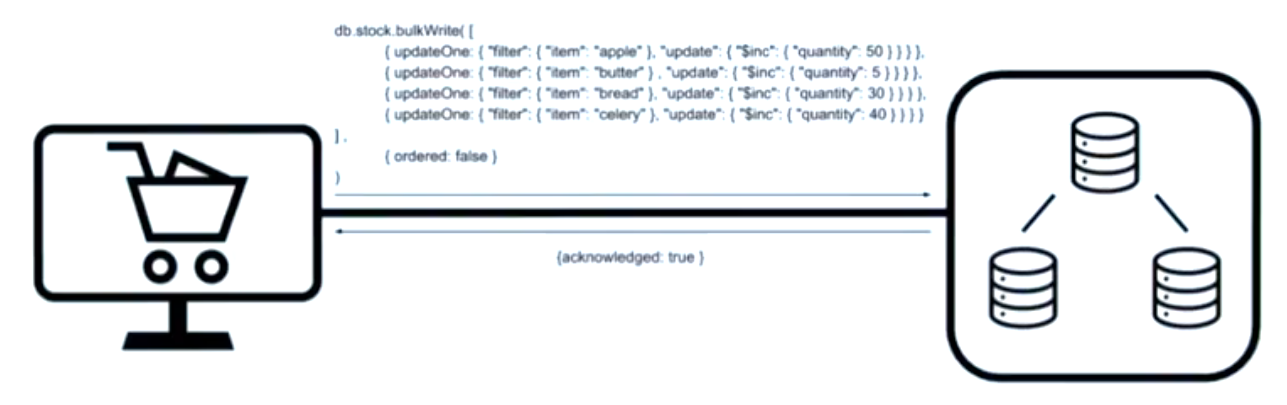 db.stock.bulkWrite( [
{ updateOne: { "filter": { "item": "apple" }, "update": { "$inc": { "quantity": 50 } } } },
{ updateOne: { "filter": { "item": "butter" } , "update": { "$inc": { "quantity": 5 } } } },
{ updateOne: { "filter": { "item": "bread" }, "update": { "$inc": { "quantity": 30 } } } },
{ updateOne: { "filter": { "item": "celery" }, "update": { "$inc": { "quantity": 40 } } } }
] ,
{ ordered: false }
)
{acknowledged: true }